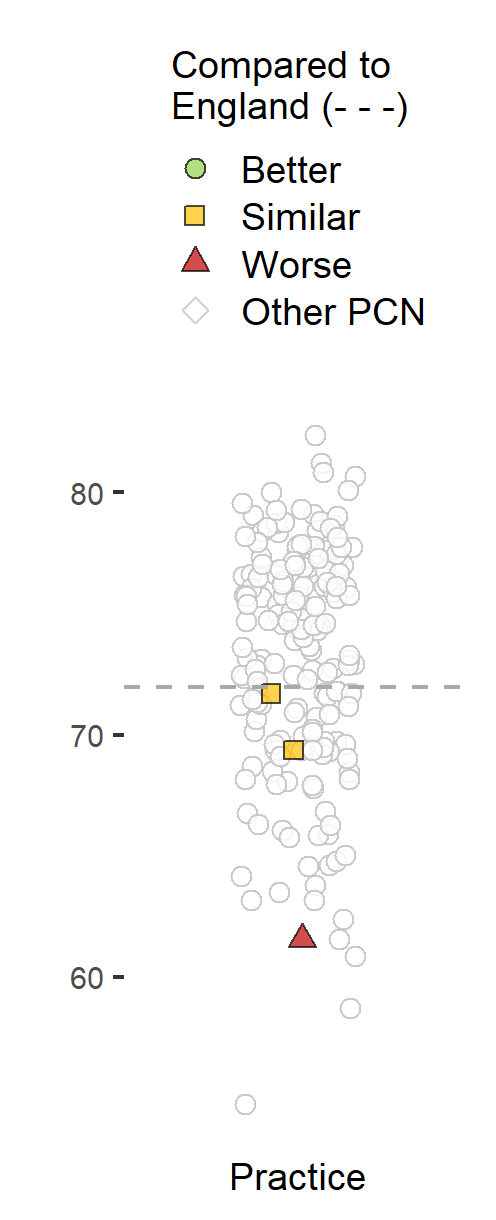 Compared to
England (- - -)
Better
Similar
Worse
Other PCN
80
70
60
Practice